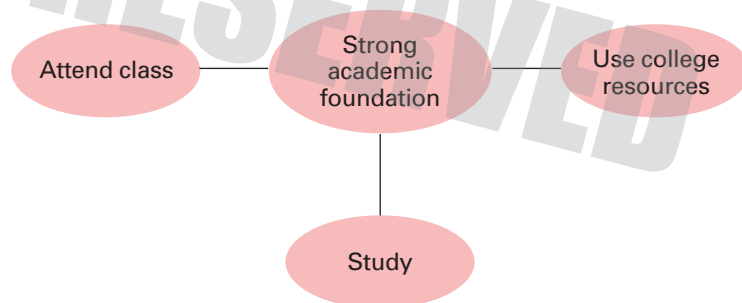 RESERVED
Strong
academic
foundation
Attend class
Use college
resources
Study